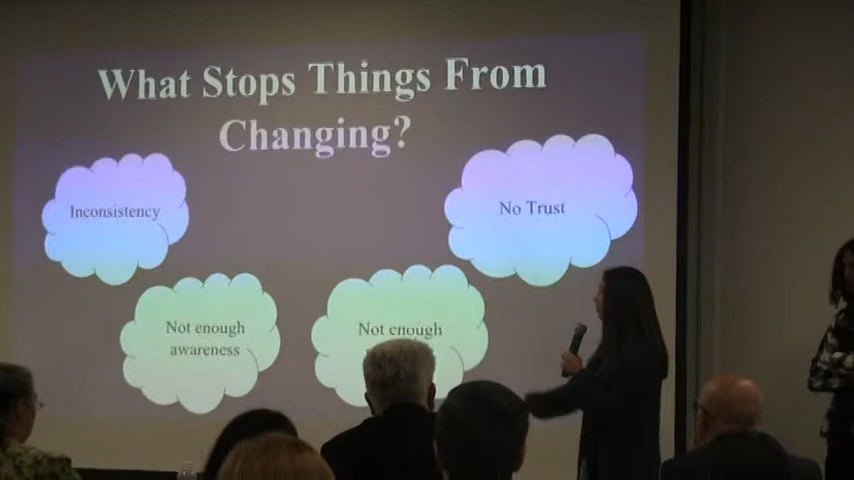 What Stops Things From
Changing?
Inconsistency
No Trust
Not enough
awareness
Not enough